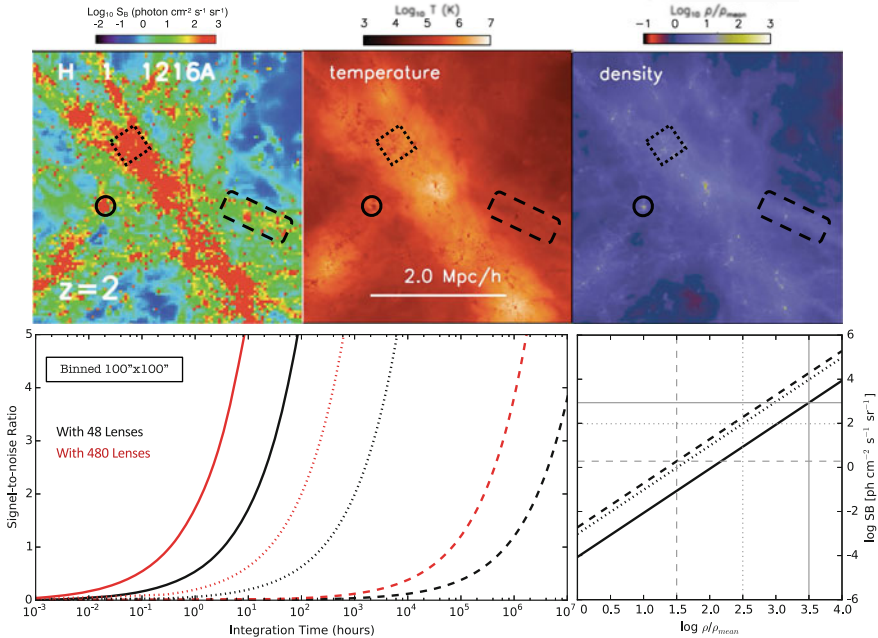 Log₁₀ S_B (photon cm⁻² s⁻¹ sr⁻¹)
-2 -1 0 1 2 3
Log₁₀ T (K)
3 4 5 6 7
Log₁₀ ρ/ρ_mean
-1 0 1 2 3
H 1 1216A
z=2
temperature
2.0 Mpc/h
density
Signel-to-noise Ratio
5
4
3
2
1
0
Binned 100"x100"
With 48 Lenses
With 480 Lenses
10⁻³ 10⁻² 10⁻¹ 10⁰ 10¹ 10² 10³ 10⁴ 10⁵ 10⁶ 10⁷
Integration Time (hours)
6
4
2
0
-2
-4
-6
log SB [ph cm⁻² s⁻¹ sr⁻¹]
0.0 0.5 1.0 1.5 2.0 2.5 3.0 3.5 4.0
log ρ/ρ_mean